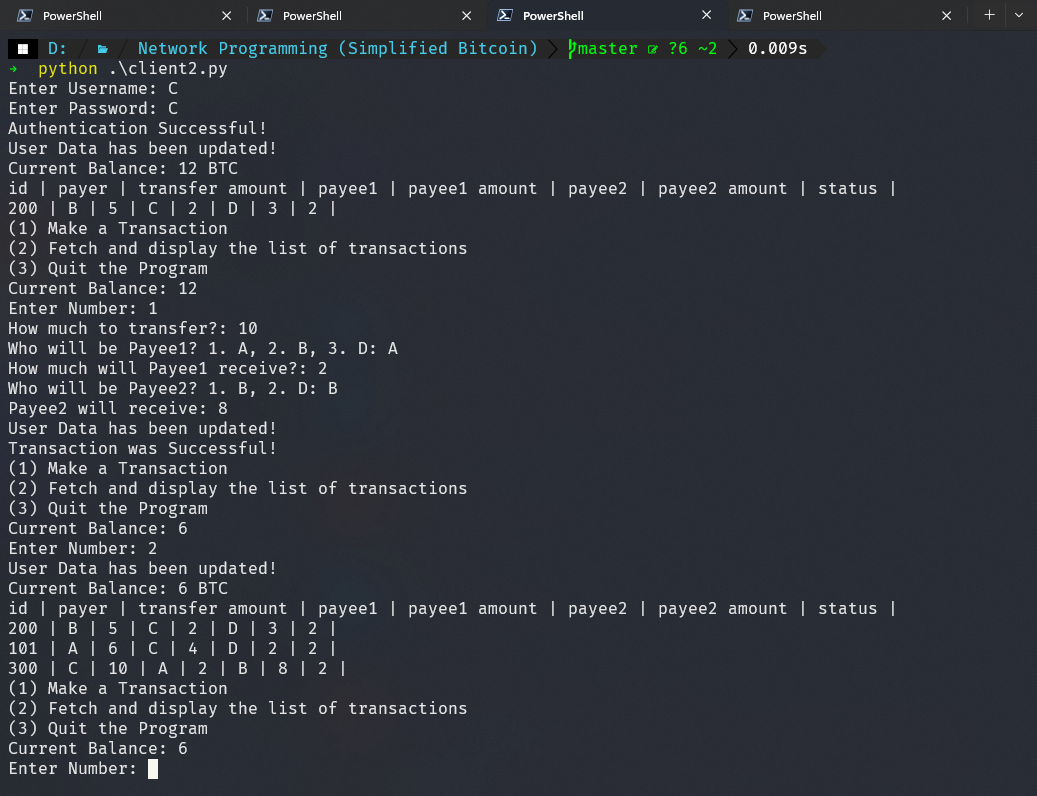 PowerShell PowerShell PowerShell PowerShell
D: / / Network Programming (Simplified Bitcoin) master ?6 ~2 0.009s
python .\client2.py
Enter Username: C
Enter Password: C
Authentication Successful!
User Data has been updated!
Current Balance: 12 BTC
id | payer | transfer amount | payee1 | payee1 amount | payee2 | payee2 amount | status |
200 | B | 5 | C | 2 | D | 3 | 2 |
(1) Make a Transaction
(2) Fetch and display the list of transactions
(3) Quit the Program
Current Balance: 12
Enter Number: 1
How much to transfer?: 10
Who will be Payee1? 1. A, 2. B, 3. D: A
How much will Payee1 receive?: 2
Who will be Payee2? 1. B, 2. D: B
Payee2 will receive: 8
User Data has been updated!
Transaction was Successful!
(1) Make a Transaction
(2) Fetch and display the list of transactions
(3) Quit the Program
Current Balance: 6
Enter Number: 2
User Data has been updated!
Current Balance: 6 BTC
id | payer | transfer amount | payee1 | payee1 amount | payee2 | payee2 amount | status |
200 | B | 5 | C | 2 | D | 3 | 2 |
101 | A | 6 | C | 4 | D | 2 | 2 |
300 | C | 10 | A | 2 | B | 8 | 2 |
(1) Make a Transaction
(2) Fetch and display the list of transactions
(3) Quit the Program
Current Balance: 6
Enter Number: